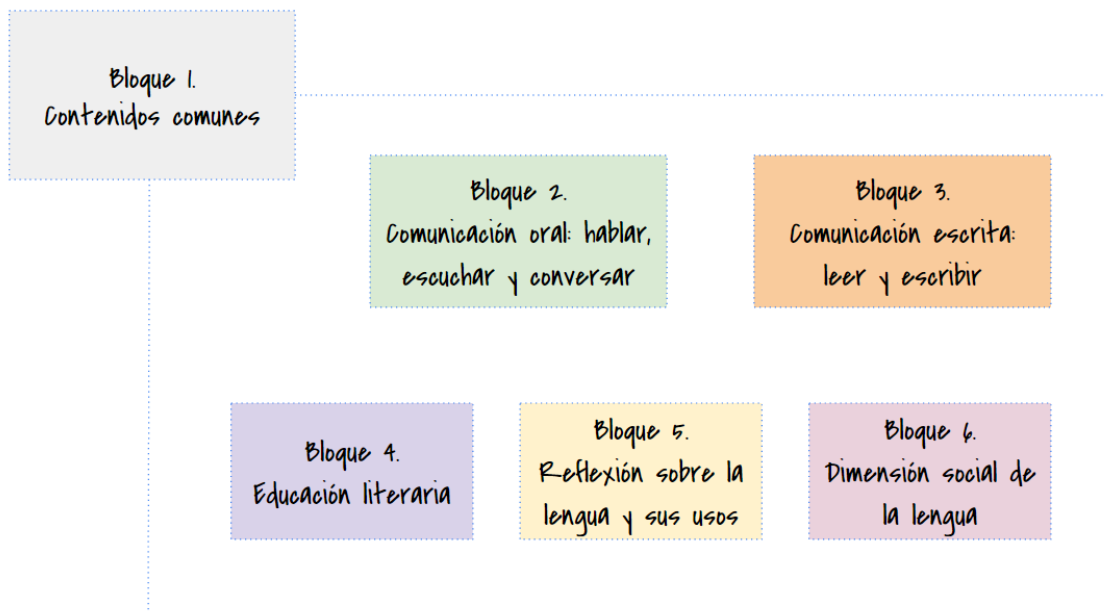 Bloque 1.
Contenidos comunes
Bloque 2.
Comunicación oral: hablar,
escuchar y conversar
Bloque 3.
Comunicación escrita:
leer y escribir
Bloque 4.
Educación literaria
Bloque 5.
Reflexión sobre la
lengua y sus usos
Bloque 6.
Dimensión social de
la lengua